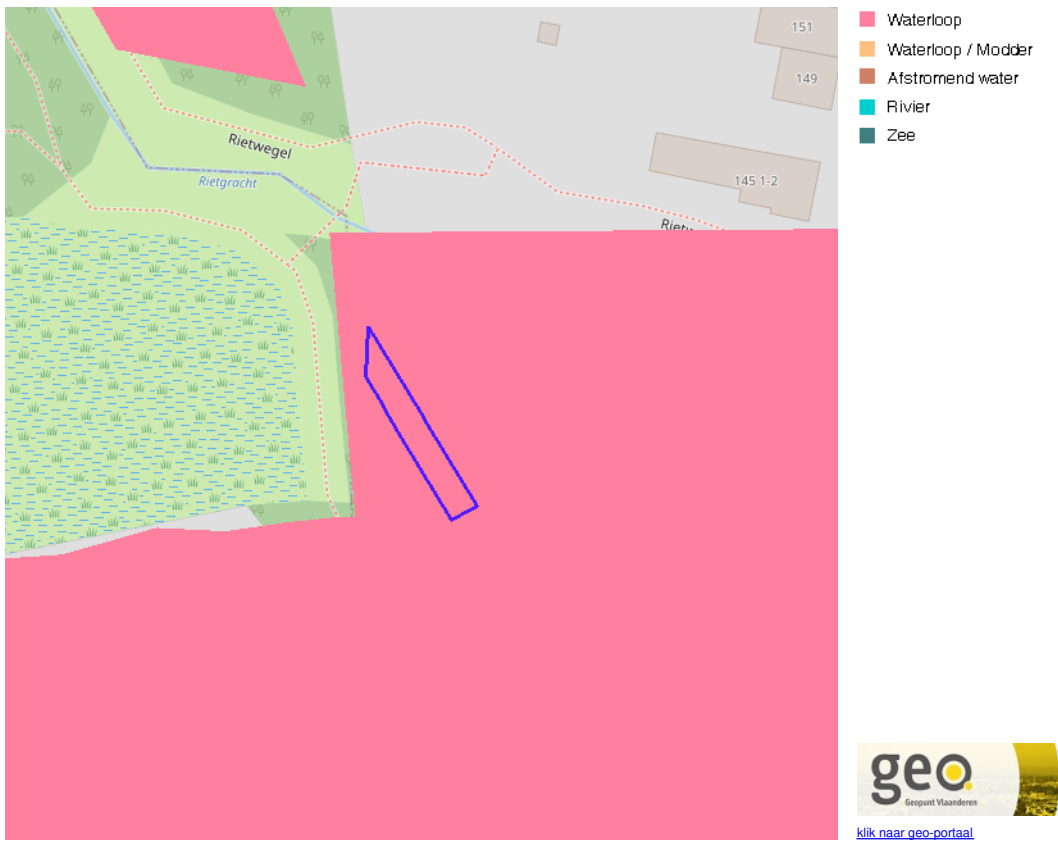 151
149
Rietwegel
145 1-2
Rietgracht
Waterloop
Waterloop / Modder
Afstromend water
Rivier
Zee
geo.
Geopunt Vlaanderen
klik naar geo-portaal